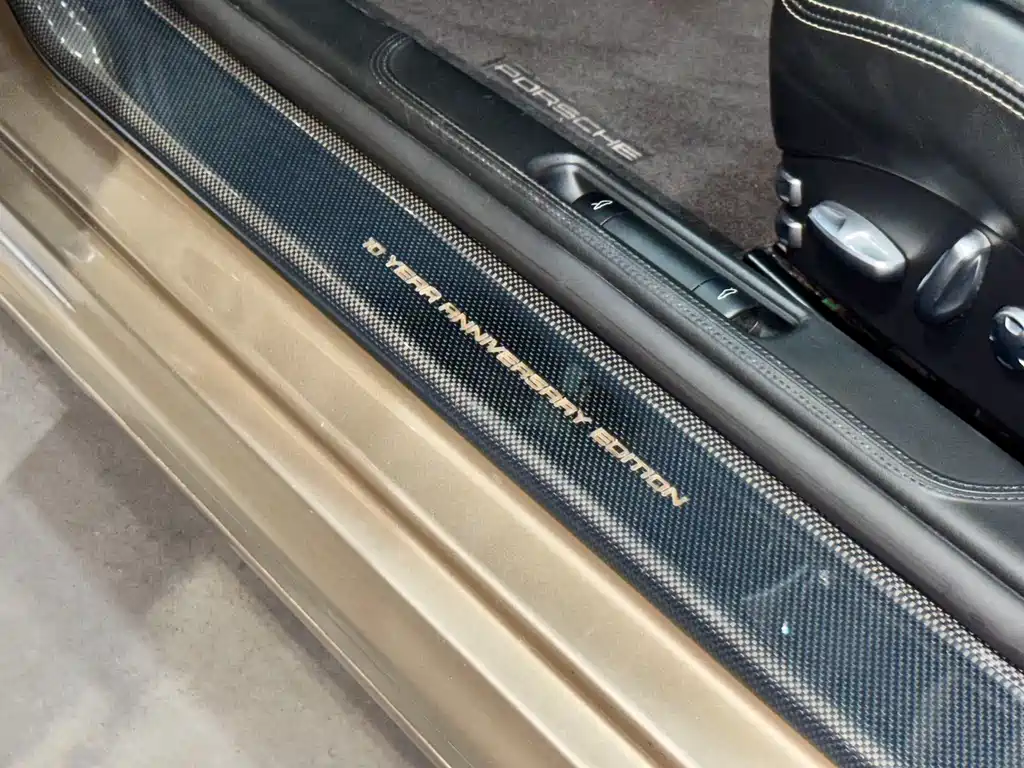 PORSCHE
10 YEAR ANNIVERSARY EDITION